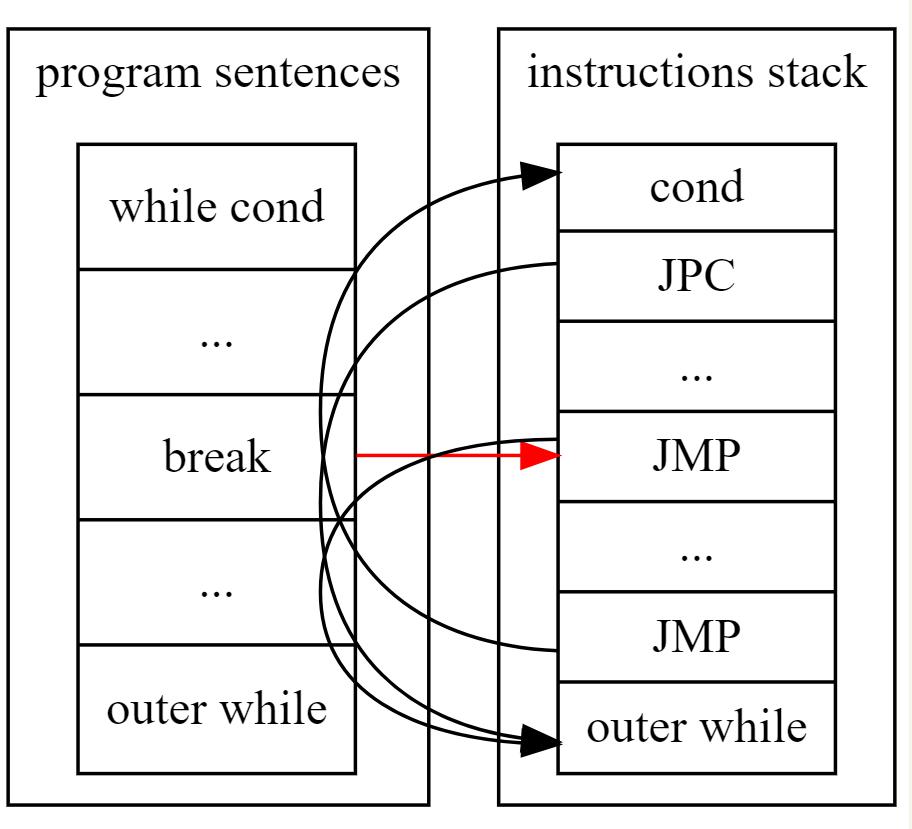 program sentences
while cond
...
break
...
outer while
instructions stack
cond
JPC
...
JMP
...
JMP
outer while